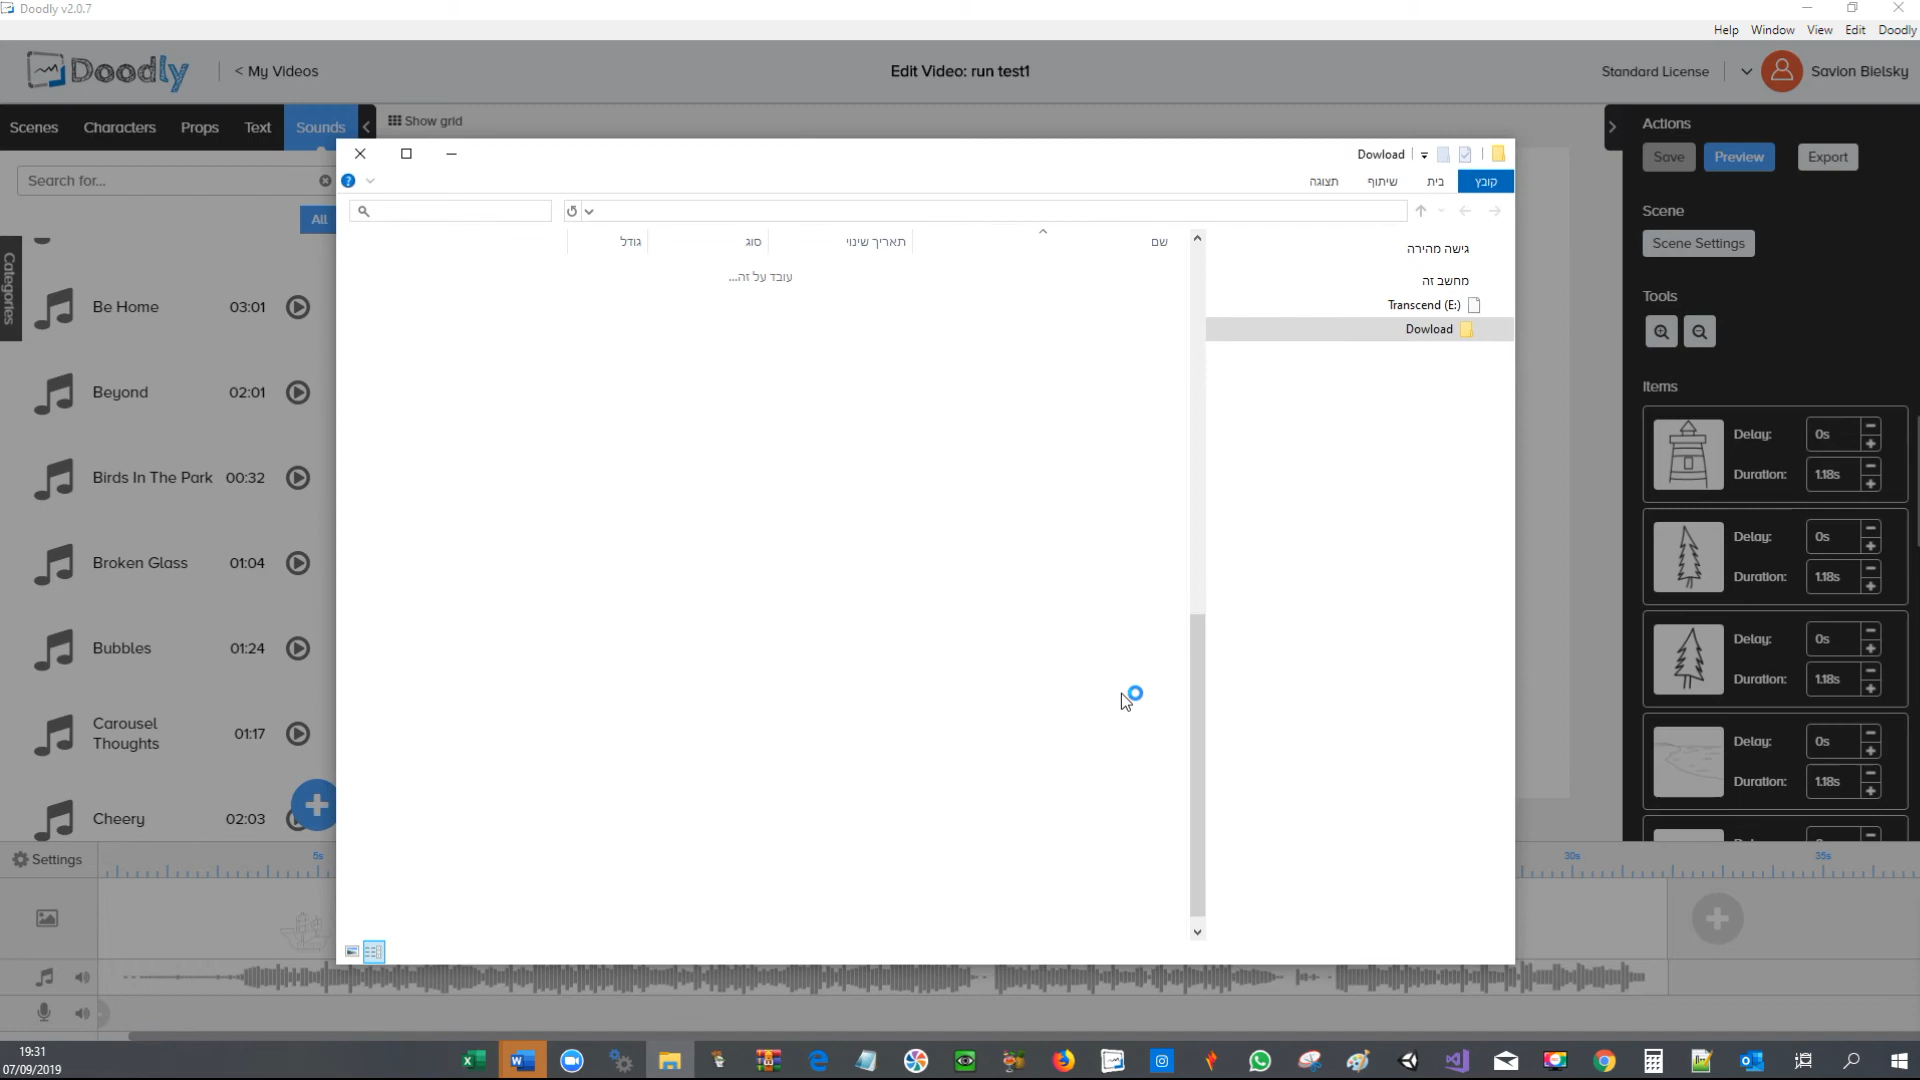 Doodly v2.0.7
Help Window View Edit Doodly
Doodly
< My Videos
Edit Video: run test1
Standard License
Savion Bielsky
Scenes Characters Props Text Sounds
Show grid
Search for...
All
Categories
Be Home 03:01
Beyond 02:01
Birds In The Park 00:32
Broken Glass 01:04
Bubbles 01:24
Carousel Thoughts 01:17
Cheery 02:03
Dowload
קובץ בית שיתוף תצוגה
שם תאריך שינוי סוג גודל
עובד על זה...
גישה מהירה
מחשב זה
Transcend (E:)
Dowload
Actions
Save Preview Export
Scene
Scene Settings
Tools
Items
Delay: 0s
Duration: 1.18s
Delay: 0s
Duration: 1.18s
Delay: 0s
Duration: 1.18s
Delay: 0s
Duration: 1.18s
Settings
5s 30s 35s
19:31
07/09/2019